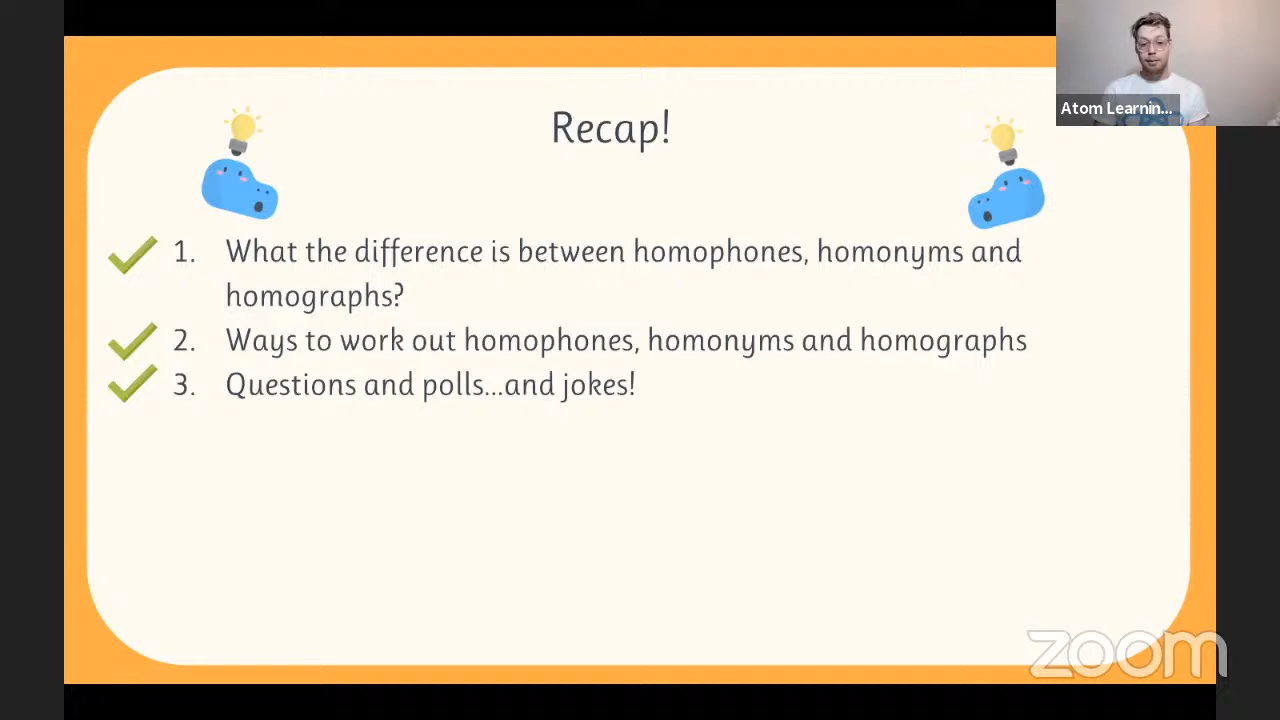 Recap!
Atom Learnin...
1. What the difference is between homophones, homonyms and
homographs?
2. Ways to work out homophones, homonyms and homographs
3. Questions and polls...and jokes!
zoom